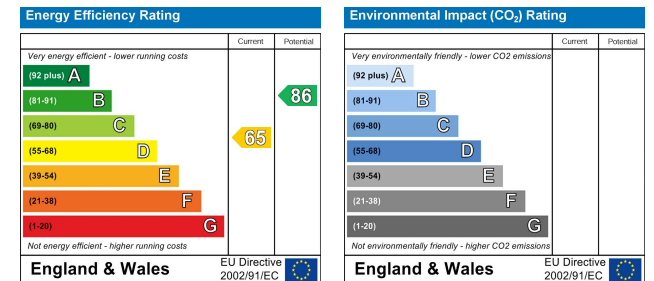 Energy Efficiency Rating
Current Potential
Very energy efficient - lower running costs
(92 plus) A
(81-91) B
(69-80) C
(55-68) D
(39-54) E
(21-38) F
(1-20) G
65
86
Not energy efficient - higher running costs
England & Wales
EU Directive
2002/91/EC
Environmental Impact (CO₂) Rating
Current Potential
Very environmentally friendly - lower CO2 emissions
(92 plus) A
(81-91) B
(69-80) C
(55-68) D
(39-54) E
(21-38) F
(1-20) G
Not environmentally friendly - higher CO2 emissions
England & Wales
EU Directive
2002/91/EC